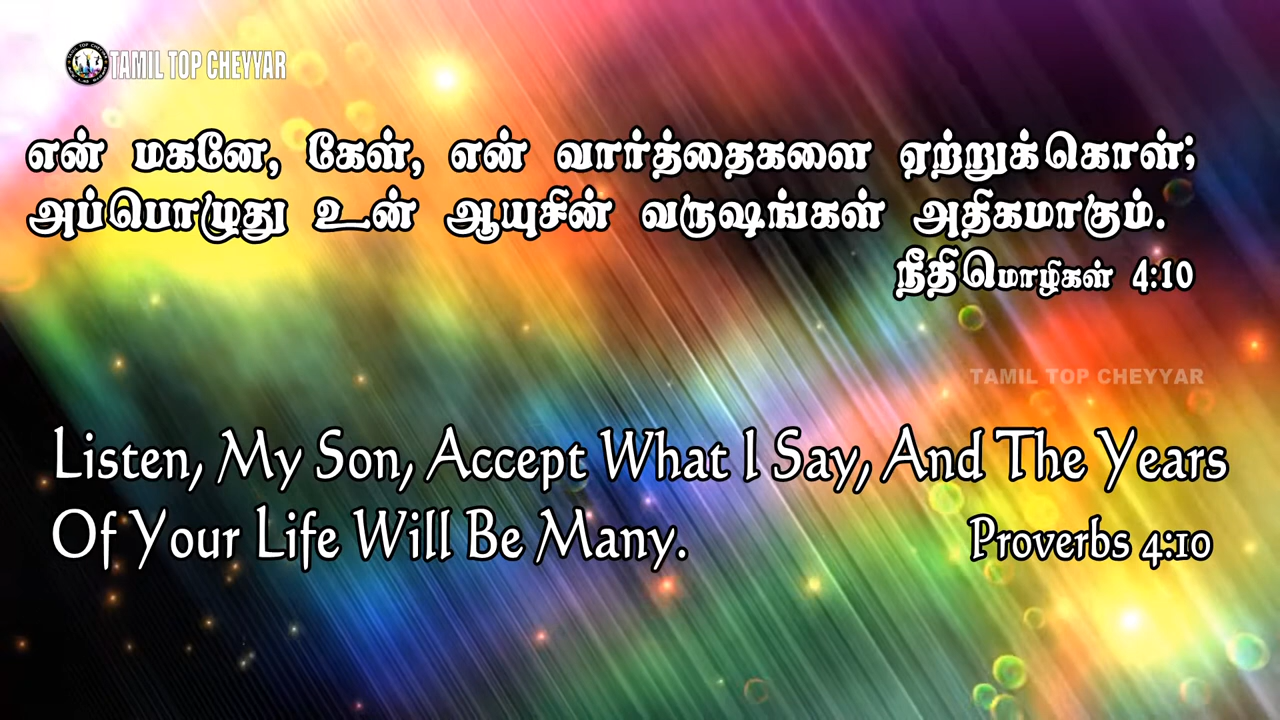 TAMIL TOP CHEYYAR
என் மகனே, கேள், என் வார்த்தைகளை ஏற்றுக்கொள்;
அப்பொழுது உன் ஆயுசின் வருஷங்கள் அதிகமாகும்.
நீதிமொழிகள் 4:10
TAMIL TOP CHEYYAR
Listen, My Son, Accept What I Say, And The Years
Of Your Life Will Be Many.
Proverbs 4:10